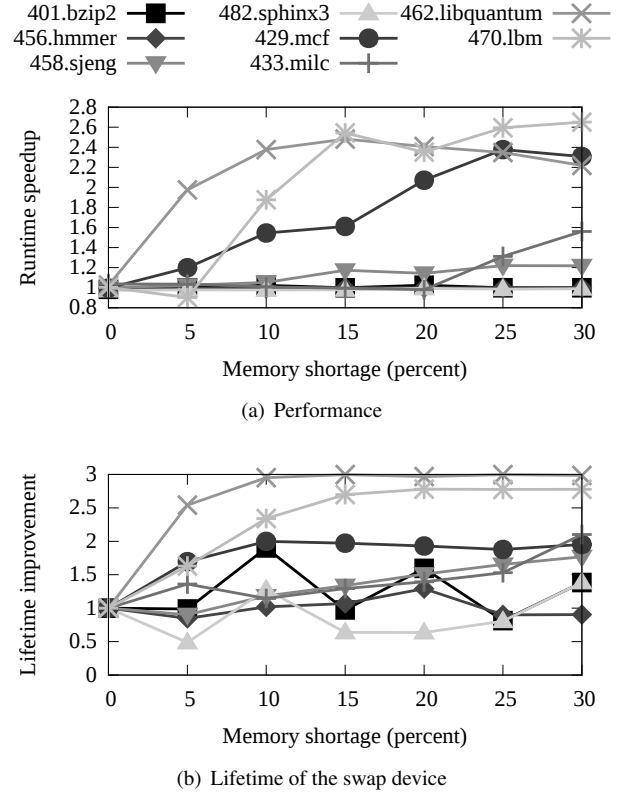 401.bzip2 482.sphinx3 462.libquantum
456.hmmer 429.mcf 470.lbm
458.sjeng 433.milc
2.8
2.6
2.4
2.2
2
1.8
1.6
1.4
1.2
1
0.8
Runtime speedup
0 5 10 15 20 25 30
Memory shortage (percent)
(a) Performance
3
2.5
2
1.5
1
0.5
0
Lifetime improvement
0 5 10 15 20 25 30
Memory shortage (percent)
(b) Lifetime of the swap device